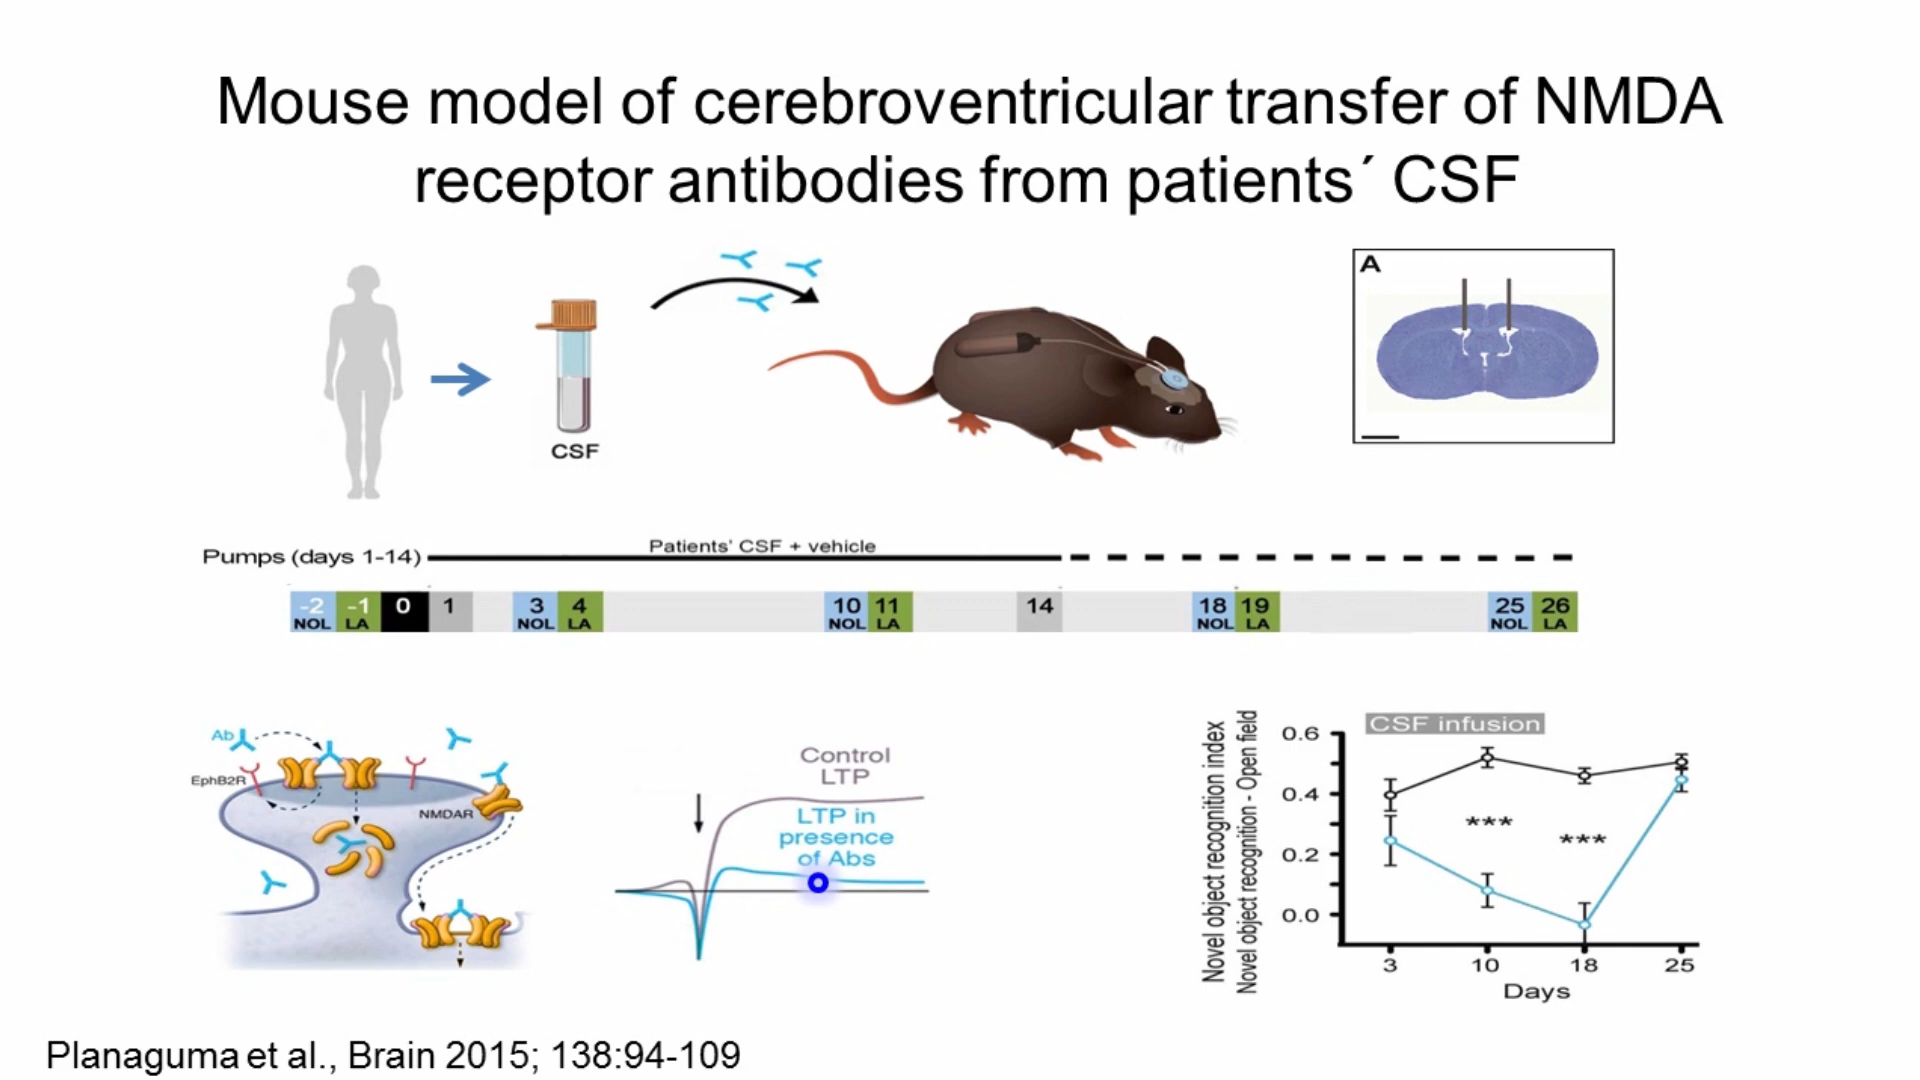 Mouse model of cerebroventricular transfer of NMDA
receptor antibodies from patients´ CSF
CSF
A
Pumps (days 1-14)
Patients' CSF + vehicle
-2 -1 0 1 3 4 10 11 14 18 19 25 26
NOL LA NOL LA NOL LA NOL LA NOL LA
Ab
EphB2R
NMDAR
Control
LTP
LTP in
presence
of Abs
Novel object recognition index
Novel object recognition - Open field
CSF infusion
0.6
0.4
0.2
0.0
***
***
3 10 18 25
Days
Planaguma et al., Brain 2015; 138:94-109